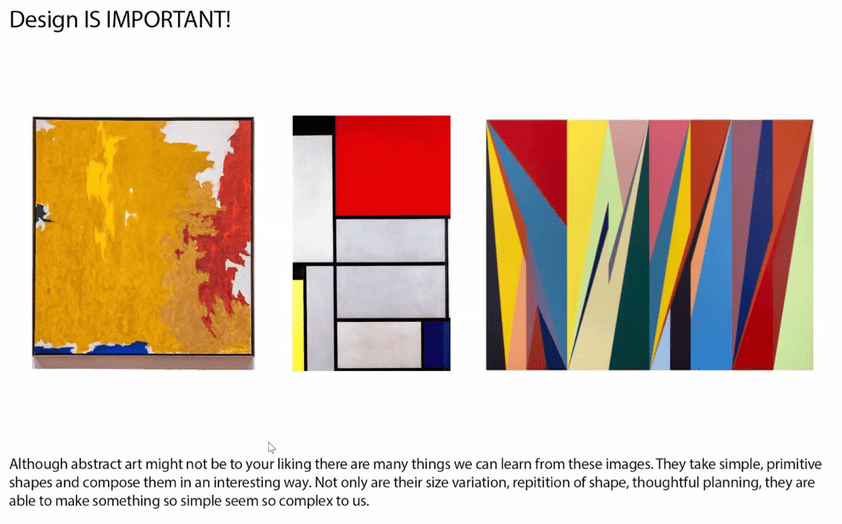 Design IS IMPORTANT!
Although abstract art might not be to your liking there are many things we can learn from these images. They take simple, primitive
shapes and compose them in an interesting way. Not only are their size variation, repitition of shape, thoughtful planning, they are
able to make something so simple seem so complex to us.